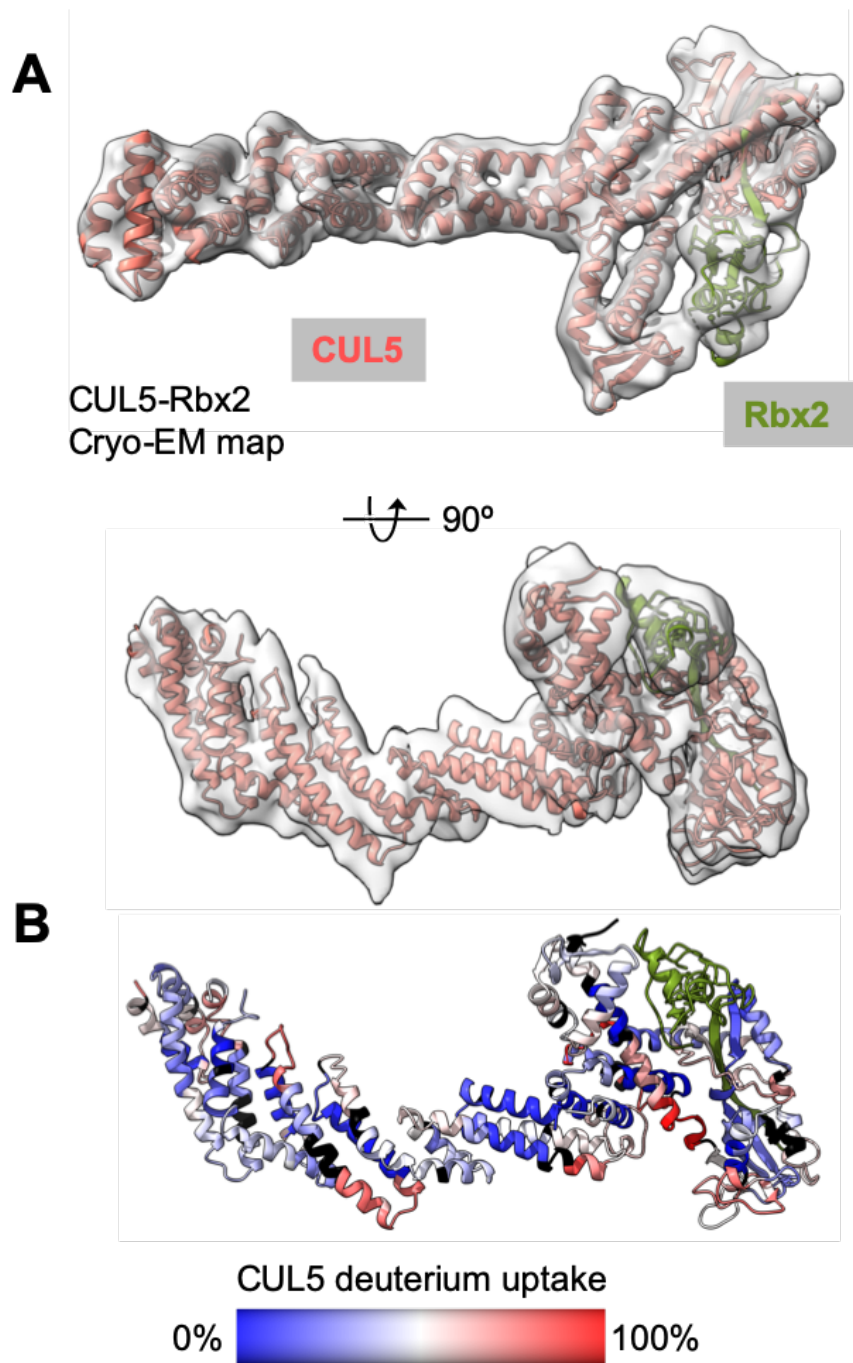 A
CUL5
CUL5-Rbx2
Cryo-EM map
Rbx2
90º
B
CUL5 deuterium uptake
0%
100%